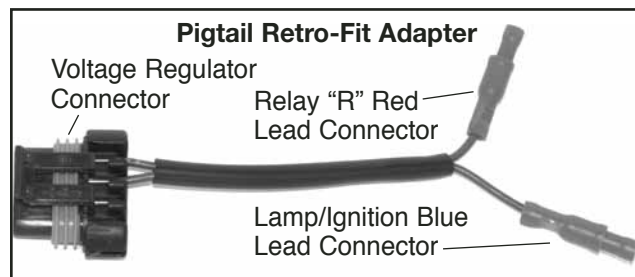 Pigtail Retro-Fit Adapter
Voltage Regulator
Connector
Relay “R” Red
Lead Connector
Lamp/Ignition Blue
Lead Connector